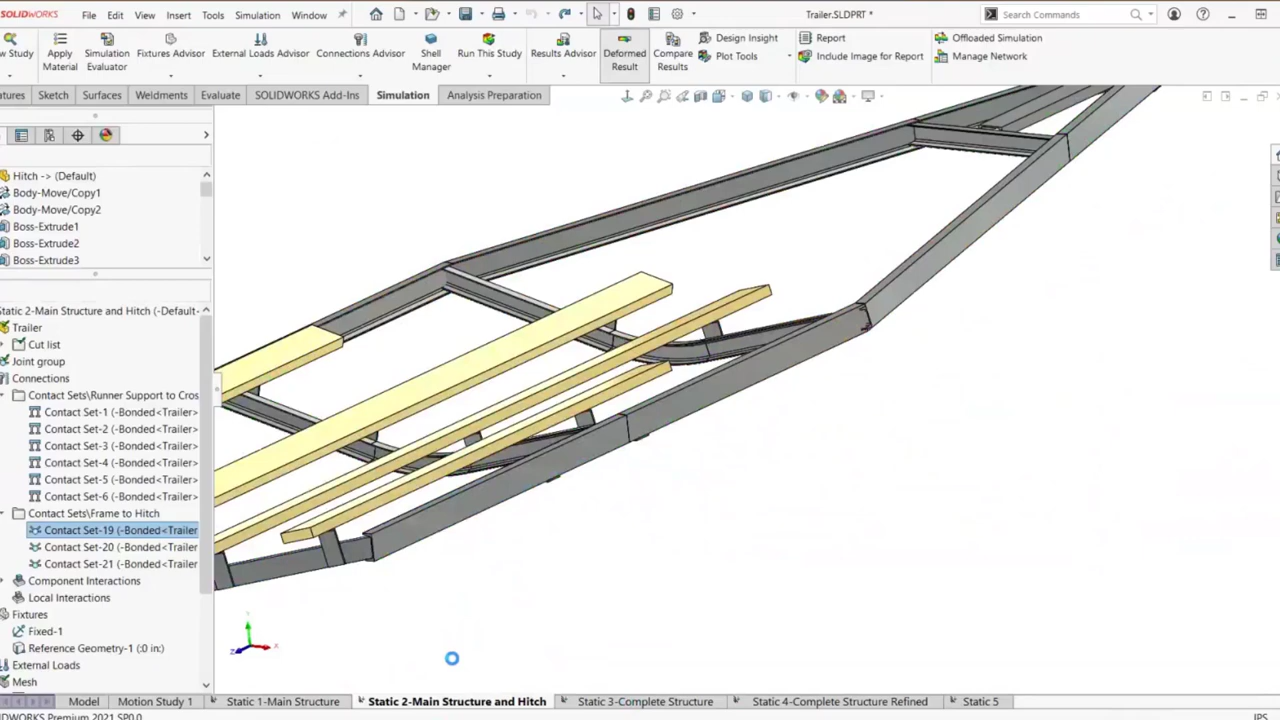 SOLIDWORKS File Edit View Insert Tools Simulation Window Trailer.SLDPRT * Search Commands
Apply Material Simulation Evaluator Fixtures Advisor External Loads Advisor Connections Advisor Shell Manager Run This Study Results Advisor Deformed Result Compare Results
w Study
Design Insight
Plot Tools
Report
Include Image for Report
Offloaded Simulation
Manage Network
atures Sketch Surfaces Weldments Evaluate SOLIDWORKS Add-Ins Simulation Analysis Preparation
Hitch -> (Default)
Body-Move/Copy1
Body-Move/Copy2
Boss-Extrude1
Boss-Extrude2
Boss-Extrude3
Static 2-Main Structure and Hitch (-Default-
Trailer
Cut list
Joint group
Connections
Contact Sets\Runner Support to Cros
Contact Set-1 (-Bonded<Trailer>
Contact Set-2 (-Bonded<Trailer>
Contact Set-3 (-Bonded<Trailer>
Contact Set-4 (-Bonded<Trailer>
Contact Set-5 (-Bonded<Trailer>
Contact Set-6 (-Bonded<Trailer>
Contact Sets\Frame to Hitch
Contact Set-19 (-Bonded<Trailer
Contact Set-20 (-Bonded<Trailer
Contact Set-21 (-Bonded<Trailer
Component Interactions
Local Interactions
Fixtures
Fixed-1
Reference Geometry-1 (:0 in:)
External Loads
Mesh
Y
Z X
Model Motion Study 1 Static 1-Main Structure Static 2-Main Structure and Hitch Static 3-Complete Structure Static 4-Complete Structure Refined Static 5
LIDWORKS Premium 2021 SP0.0 IPS